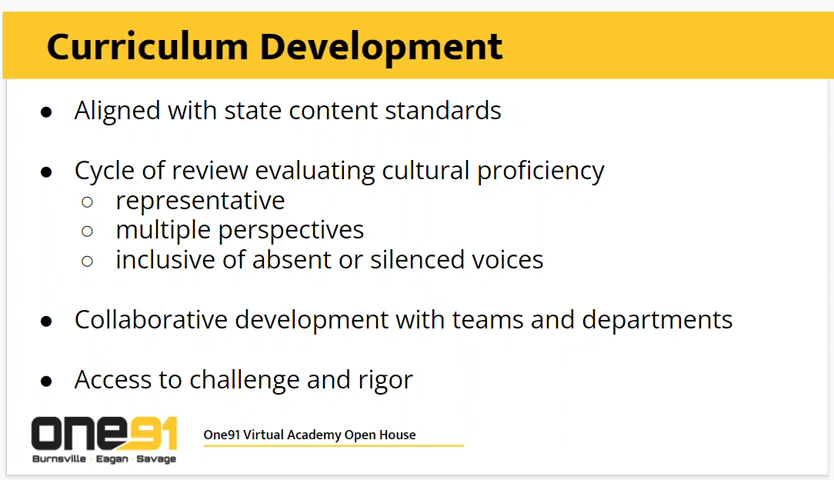 Curriculum Development
● Aligned with state content standards
● Cycle of review evaluating cultural proficiency
○ representative
○ multiple perspectives
○ inclusive of absent or silenced voices
● Collaborative development with teams and departments
● Access to challenge and rigor
one91
Burnsville · Eagan · Savage
One91 Virtual Academy Open House